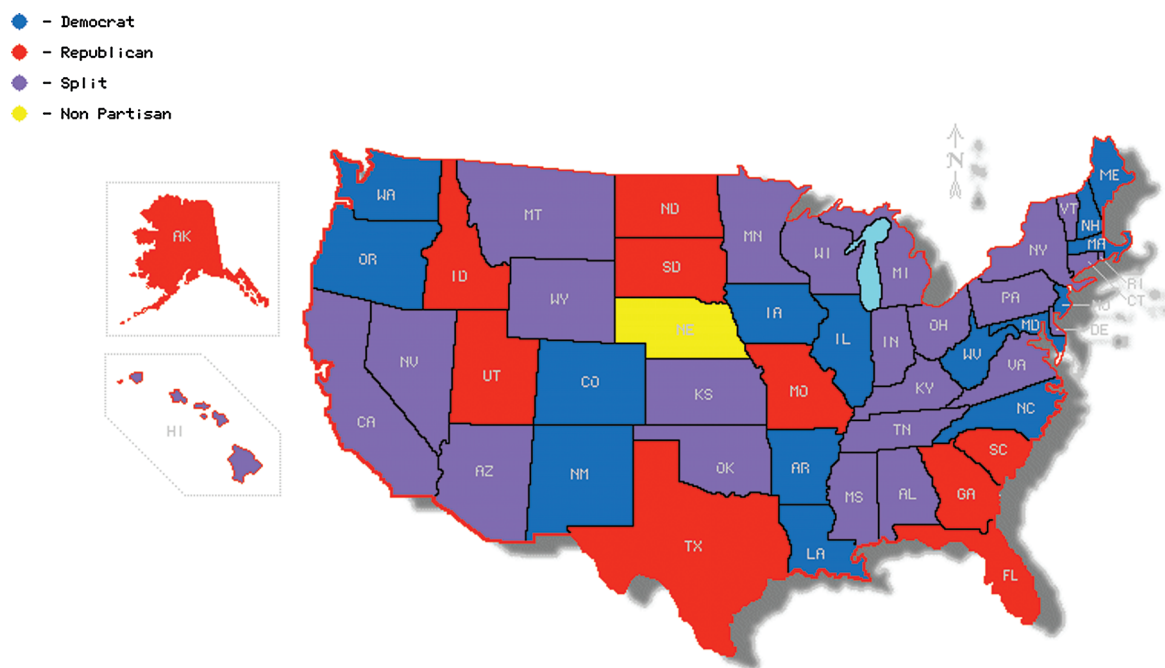 - Democrat
- Republican
- Split
- Non Partisan
N
ME
WA
VT
NH
ND
MT
MN
MA
AK
NY
WI
OR
SD
ID
MI
RI
CT
PA
WY
NJ
IA
MD
DE
NE
OH
IL
IN
NV
WV
VA
UT
CO
KY
KS
MO
NC
CA
HI
TN
SC
AZ
NM
OK
AR
GA
MS
AL
TX
LA
FL